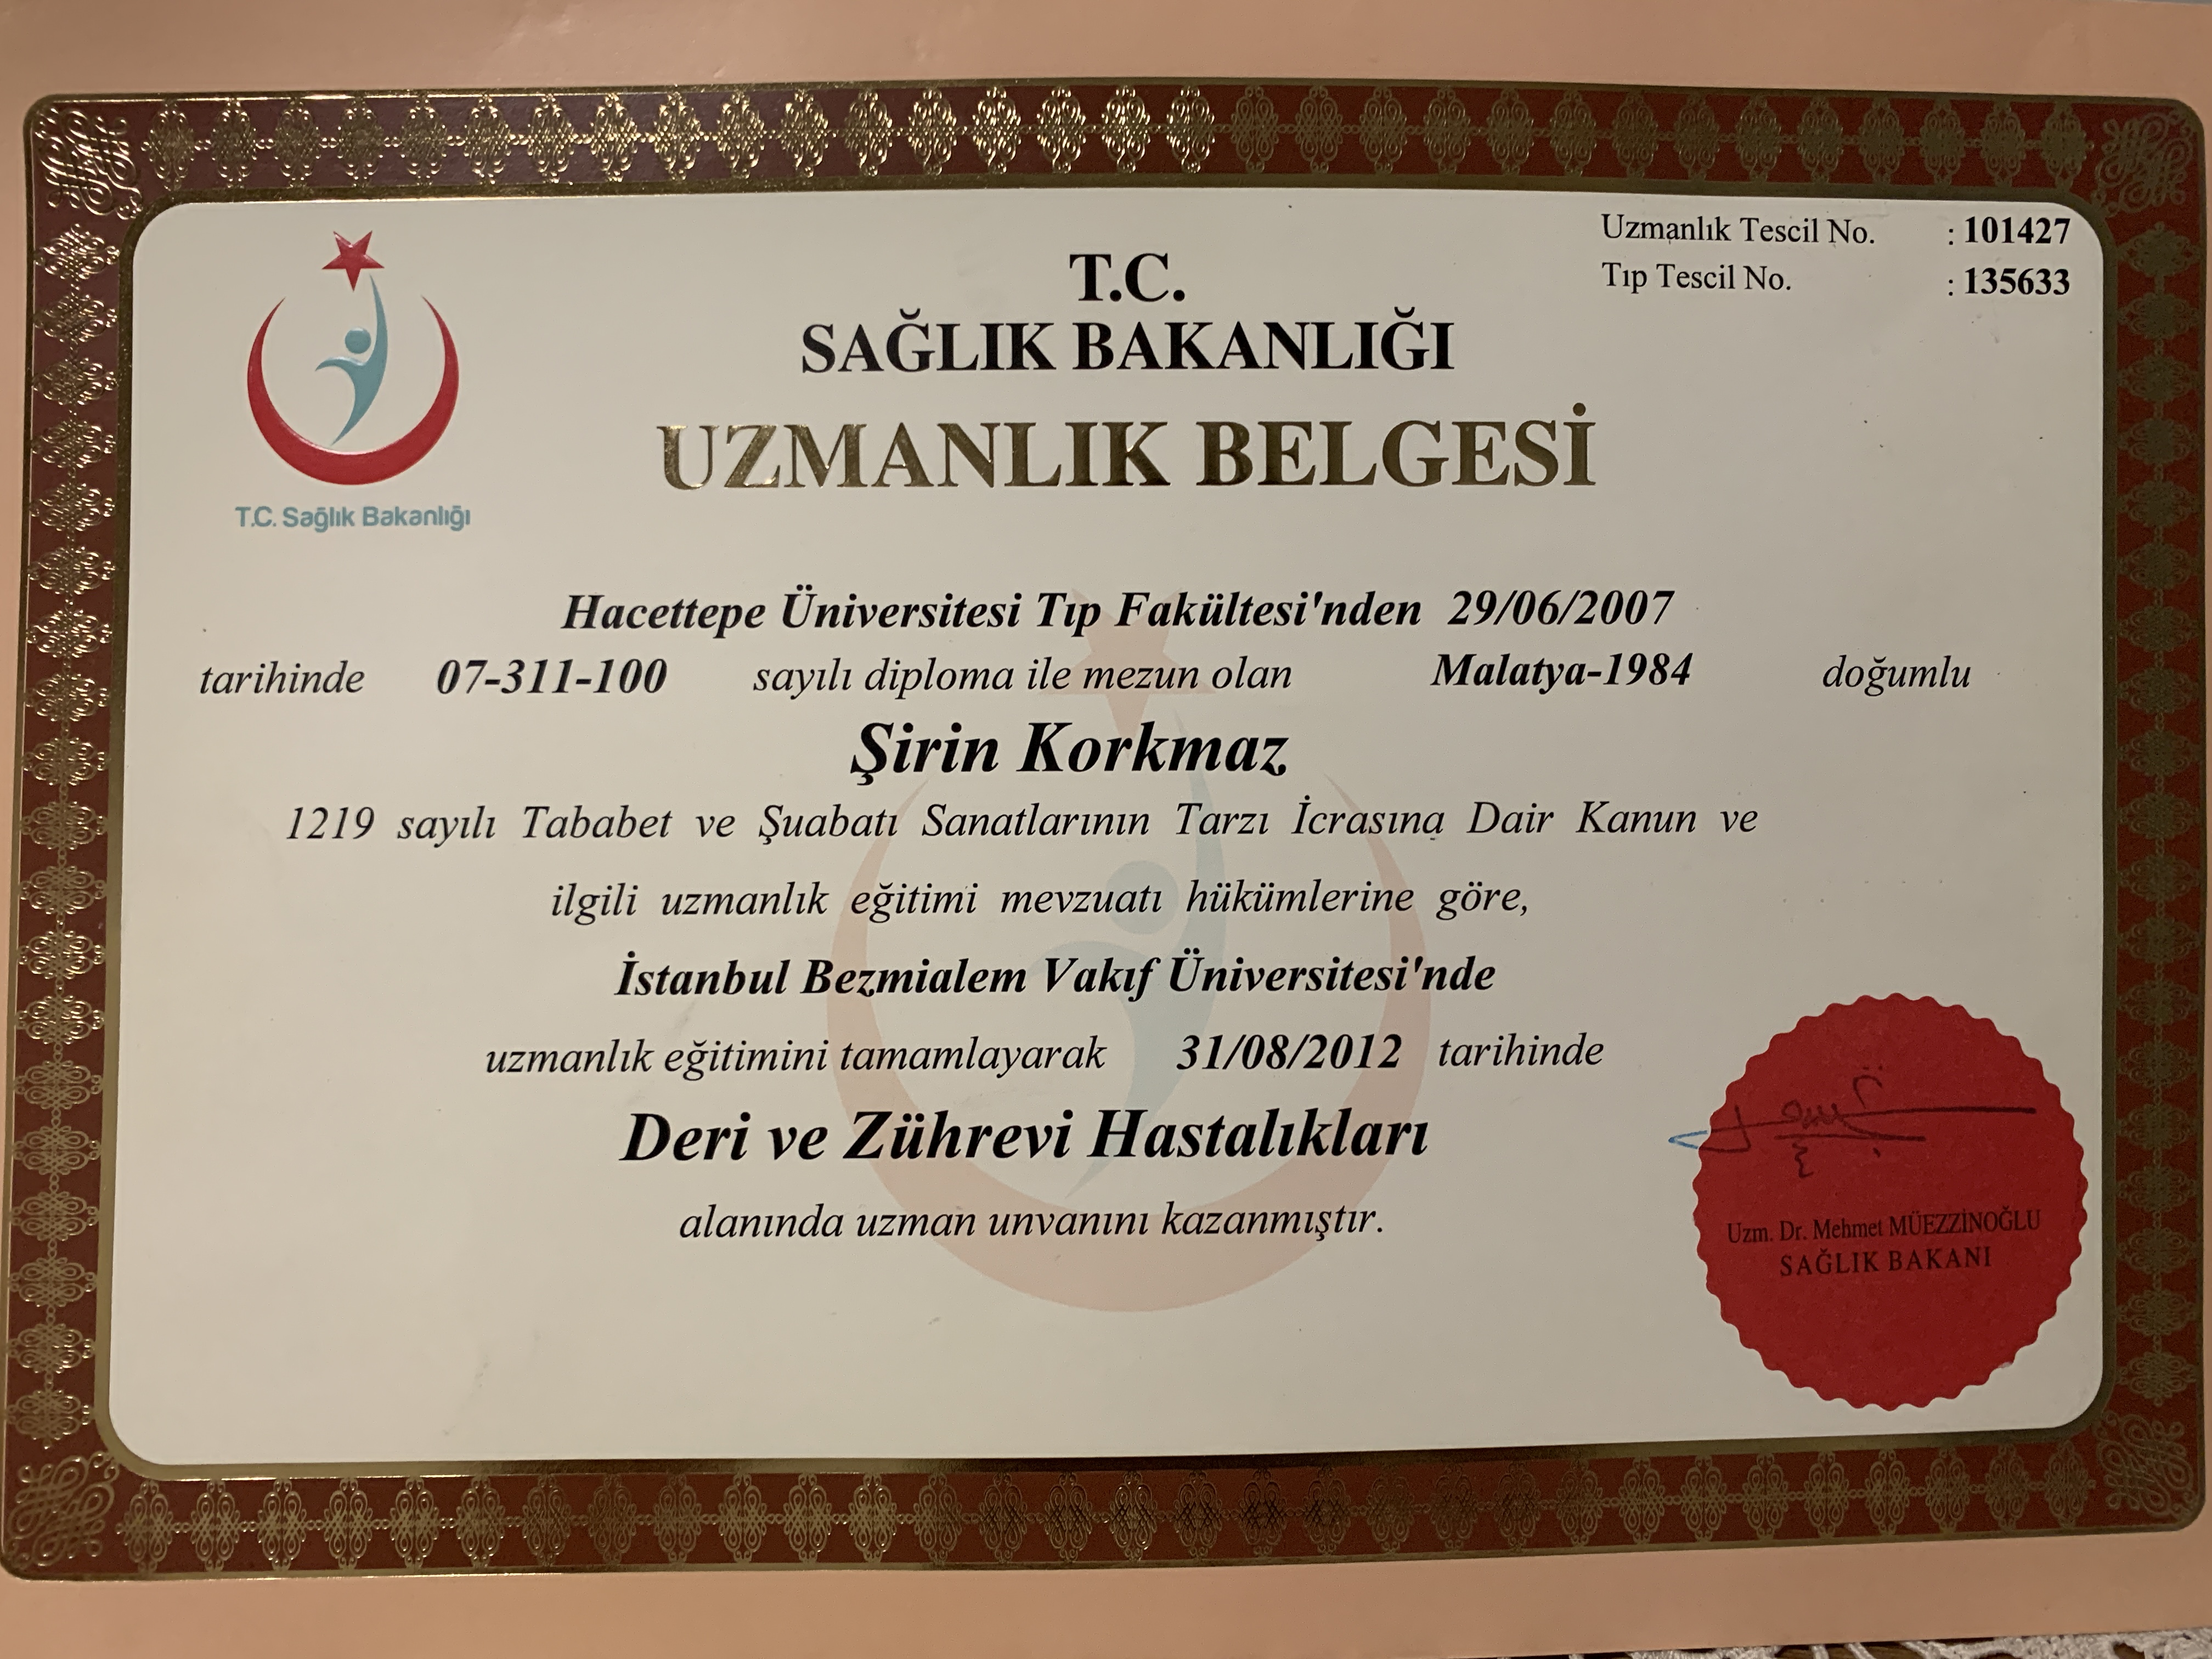 Uzmanlık Tescil No. : 101427
Tıp Tescil No. : 135633
T.C.
SAĞLIK BAKANLIĞI
UZMANLIK BELGESİ
T.C. Sağlık Bakanlığı
Hacettepe Üniversitesi Tıp Fakültesi'nden 29/06/2007
tarihinde 07-311-100 sayılı diploma ile mezun olan Malatya-1984 doğumlu
Şirin Korkmaz
1219 sayılı Tababet ve Şuabatı Sanatlarının Tarzı İcrasına Dair Kanun ve
ilgili uzmanlık eğitimi mevzuatı hükümlerine göre,
İstanbul Bezmialem Vakıf Üniversitesi'nde
uzmanlık eğitimini tamamlayarak 31/08/2012 tarihinde
Deri ve Zührevi Hastalıkları
alanında uzman unvanını kazanmıştır.
Uzm. Dr. Mehmet MÜEZZİNOĞLU
SAĞLIK BAKANI